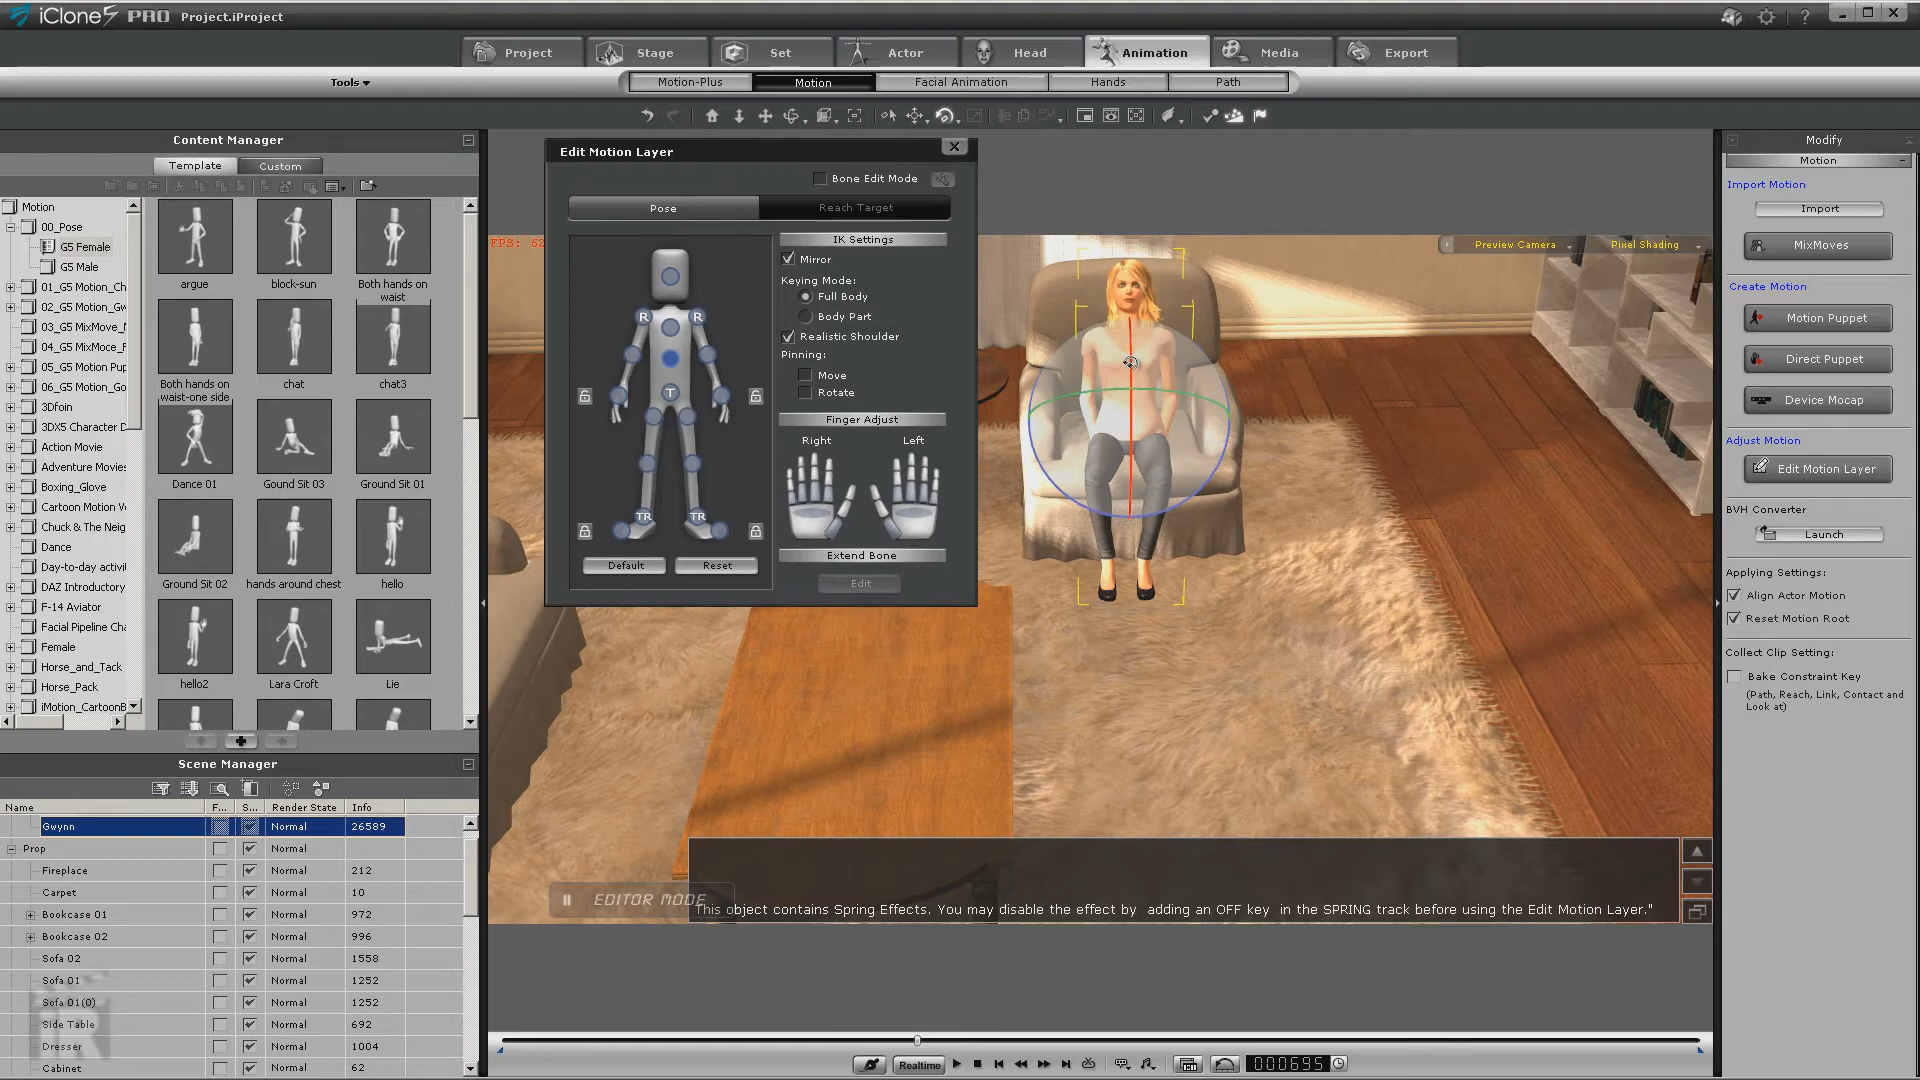 iClone5 PRO Project.iProject
Project Stage Set Actor Head Animation Media Export
Tools
Motion-Plus Motion Facial Animation Hands Path
Content Manager
Template Custom
Motion
00_Pose
G5 Female
G5 Male
01_G5 Motion_Ch
02_G5 Motion_Gw
03_G5 MixMove_M
04_G5 MixMoce_F
05_G5 Motion_Pup
06_G5 Motion_Go
3Dfoin
3DX5 Character D
Action Movie
Adventure Movies
Boxing_Glove
Cartoon Motion V
Chuck & The Neig
Dance
Day-to-day activi
DAZ Introductory
F-14 Aviator
Facial Pipeline Cha
Female
Horse_and_Tack
Horse_Pack
iMotion_CartoonB
argue block-sun Both hands on waist
Both hands on waist-one side chat chat3
Dance 01 Gound Sit 03 Ground Sit 01
Ground Sit 02 hands around chest hello
hello2 Lara Croft Lie
Scene Manager
Name F... S... Render State Info
Gwynn Normal 26589
Prop Normal
Fireplace Normal 212
Carpet Normal 10
Bookcase 01 Normal 972
Bookcase 02 Normal 996
Sofa 02 Normal 1558
Sofa 01 Normal 1252
Sofa 01(0) Normal 1252
Side Table Normal 692
Dresser Normal 1004
Cabinet Normal 62
Edit Motion Layer
Bone Edit Mode
Pose Reach Target
R R
T
TR TR
Default Reset
IK Settings
Mirror
Keying Mode:
Full Body
Body Part
Realistic Shoulder
Pinning:
Move
Rotate
Finger Adjust
Right Left
Extend Bone
Edit
FPS: 62
Preview Camera Pixel Shading
EDITOR MODE
This object contains Spring Effects. You may disable the effect by adding an OFF key in the SPRING track before using the Edit Motion Layer."
Realtime 000695
Modify
Motion
Import Motion
Import
MixMoves
Create Motion
Motion Puppet
Direct Puppet
Device Mocap
Adjust Motion
Edit Motion Layer
BVH Converter
Launch
Applying Settings:
Align Actor Motion
Reset Motion Root
Collect Clip Setting:
Bake Constraint Key
(Path, Reach, Link, Contact and
Look at)